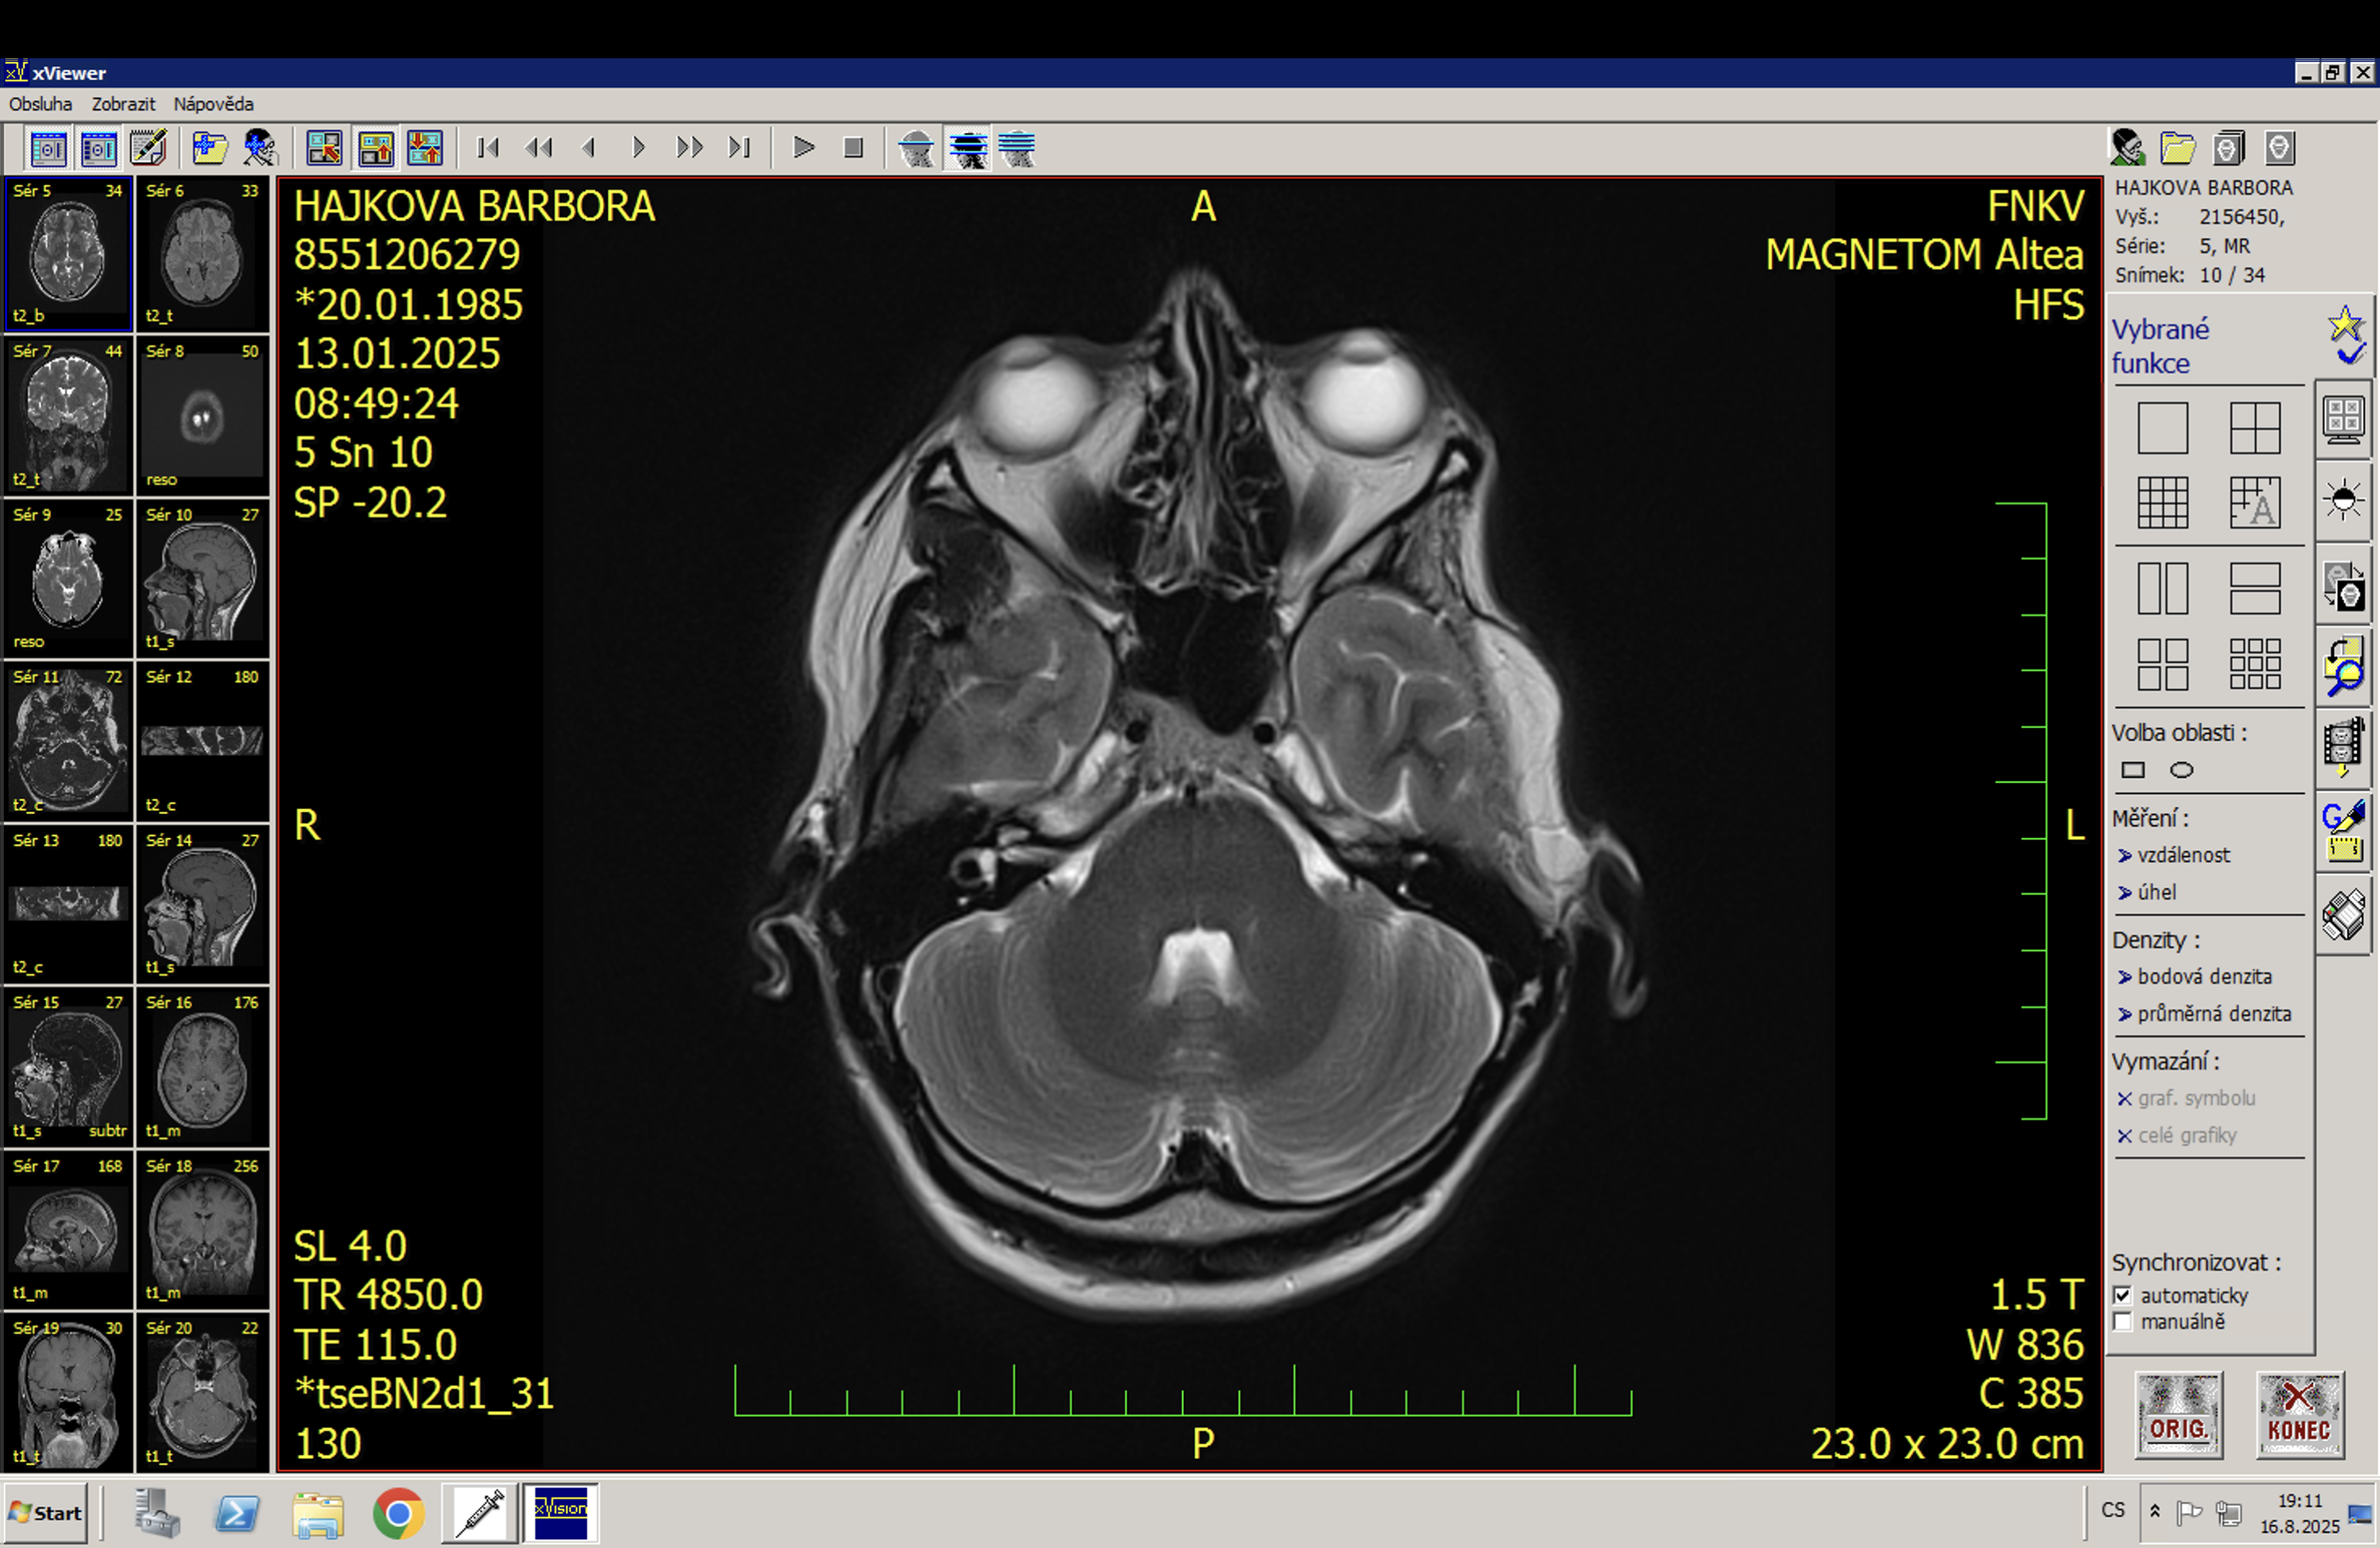 xViewer
Obsluha Zobrazit Nápověda
Sér 5 34
t2_b
Sér 6 33
t2_t
Sér 7 44
t2_t
Sér 8 50
reso
Sér 9 25
reso
Sér 10 27
t1_s
Sér 11 72
t2_c
Sér 12 180
t2_c
Sér 13 180
t2_c
Sér 14 27
t1_s
Sér 15 27
t1_s subtr
Sér 16 176
t1_m
Sér 17 168
t1_m
Sér 18 256
t1_m
Sér 19 30
t1_t
Sér 20 22
t1_t
HAJKOVA BARBORA
8551206279
*20.01.1985
13.01.2025
08:49:24
5 Sn 10
SP -20.2
A
FNKV
MAGNETOM Altea
HFS
R
L
SL 4.0
TR 4850.0
TE 115.0
*tseBN2d1_31
130
P
1.5 T
W 836
C 385
23.0 x 23.0 cm
HAJKOVA BARBORA
Vyš.: 2156450,
Série: 5, MR
Snímek: 10 / 34
Vybrané
funkce
A
Volba oblasti :
Měření :
vzdálenost
úhel
Denzity :
bodová denzita
průměrná denzita
Vymazání :
graf. symbolu
celé grafiky
Synchronizovat :
automaticky
manuálně
G
ORIG.
KONEC
Start
xVision
CS
19:11
16.8.2025